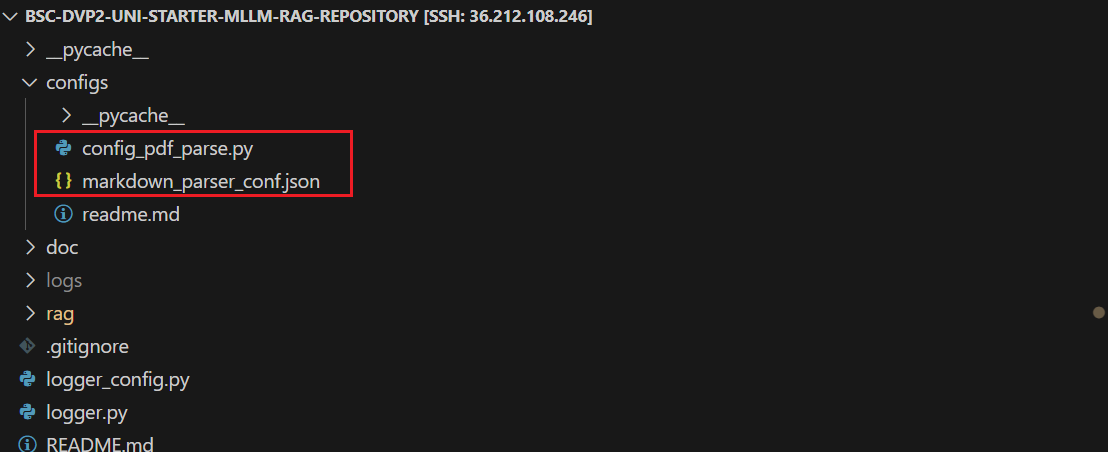 BSC-DVP2-UNI-STARTER-MLLM-RAG-REPOSITORY [SSH: 36.212.108.246]
__pycache__
configs
__pycache__
config_pdf_parse.py
markdown_parser_conf.json
readme.md
doc
logs
rag
.gitignore
logger_config.py
logger.py
README.md